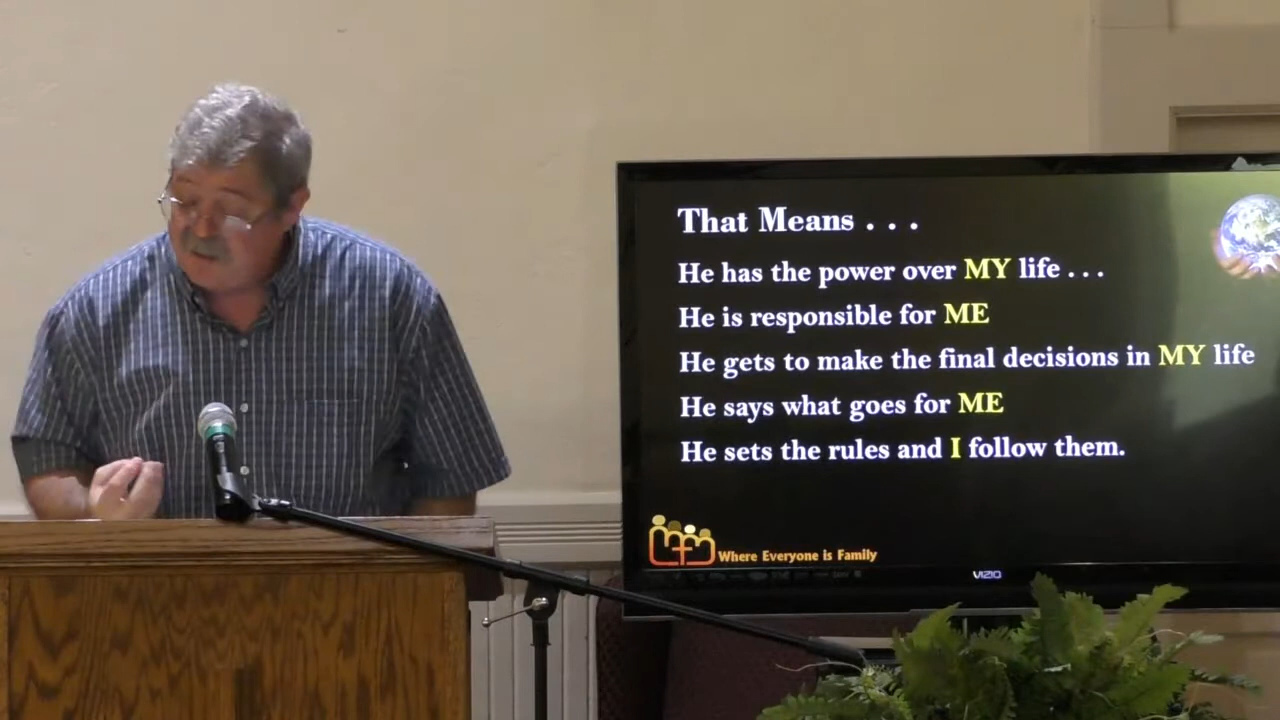 That Means . . .
He has the power over MY life . . .
He is responsible for ME
He gets to make the final decisions in MY life
He says what goes for ME
He sets the rules and I follow them.
Where Everyone is Family
VIZIO